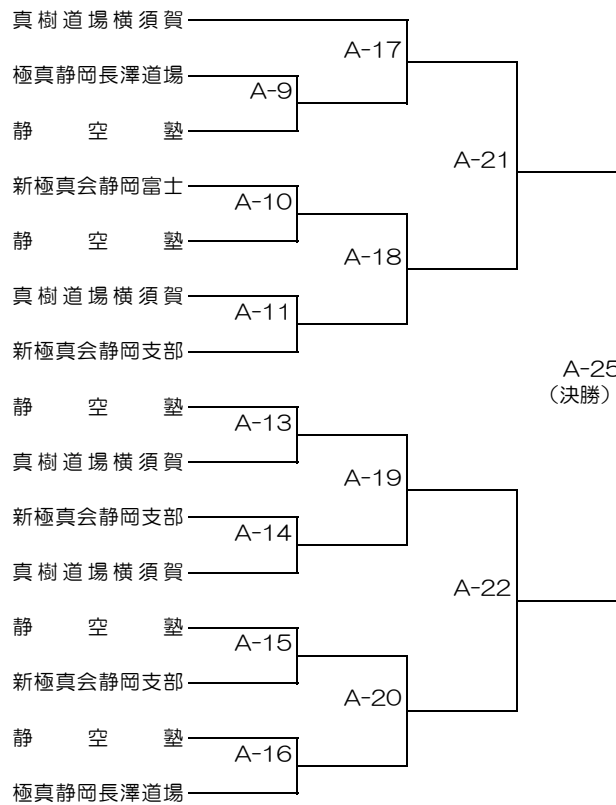 真樹道場横須賀
A-17
極真静岡長澤道場
A-9
静空塾
A-21
新極真会静岡富士
A-10
静空塾
A-18
真樹道場横須賀
A-11
新極真会静岡支部
A-25
（決勝）
静空塾
A-13
真樹道場横須賀
A-19
新極真会静岡支部
A-14
真樹道場横須賀
A-22
静空塾
A-15
新極真会静岡支部
A-20
静空塾
A-16
極真静岡長澤道場